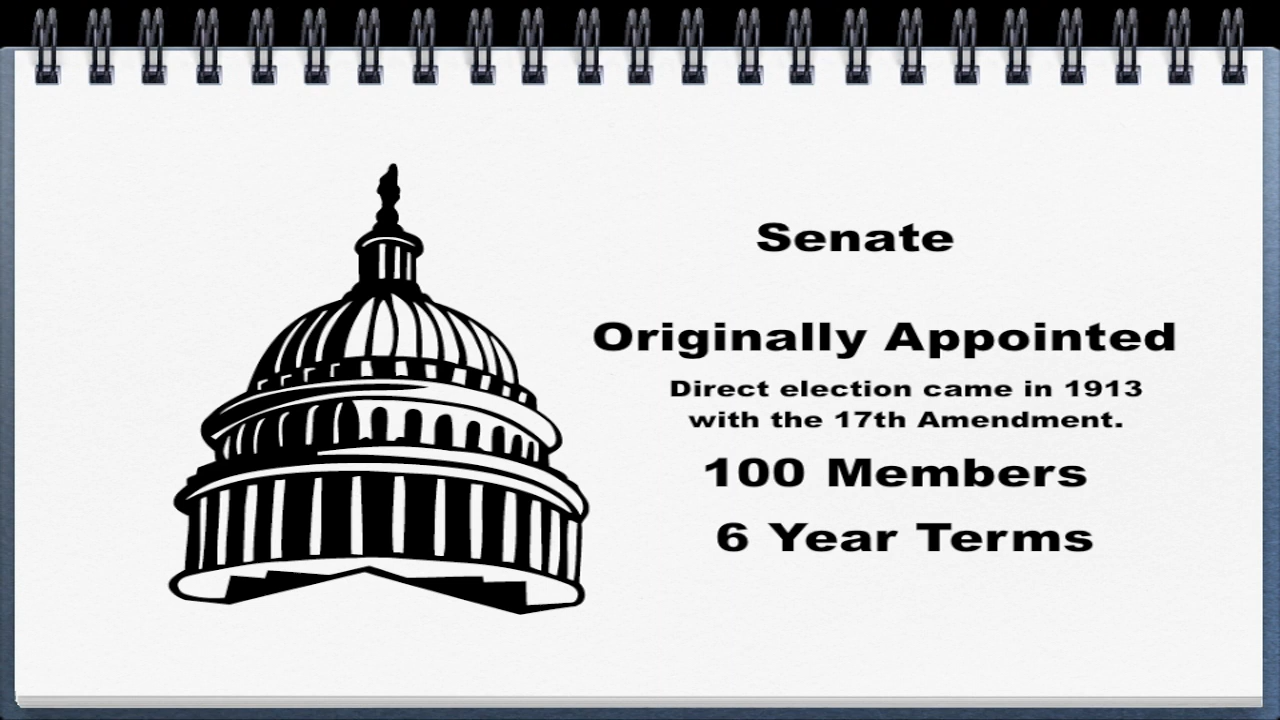 Senate
Originally Appointed
Direct election came in 1913
with the 17th Amendment.
100 Members
6 Year Terms